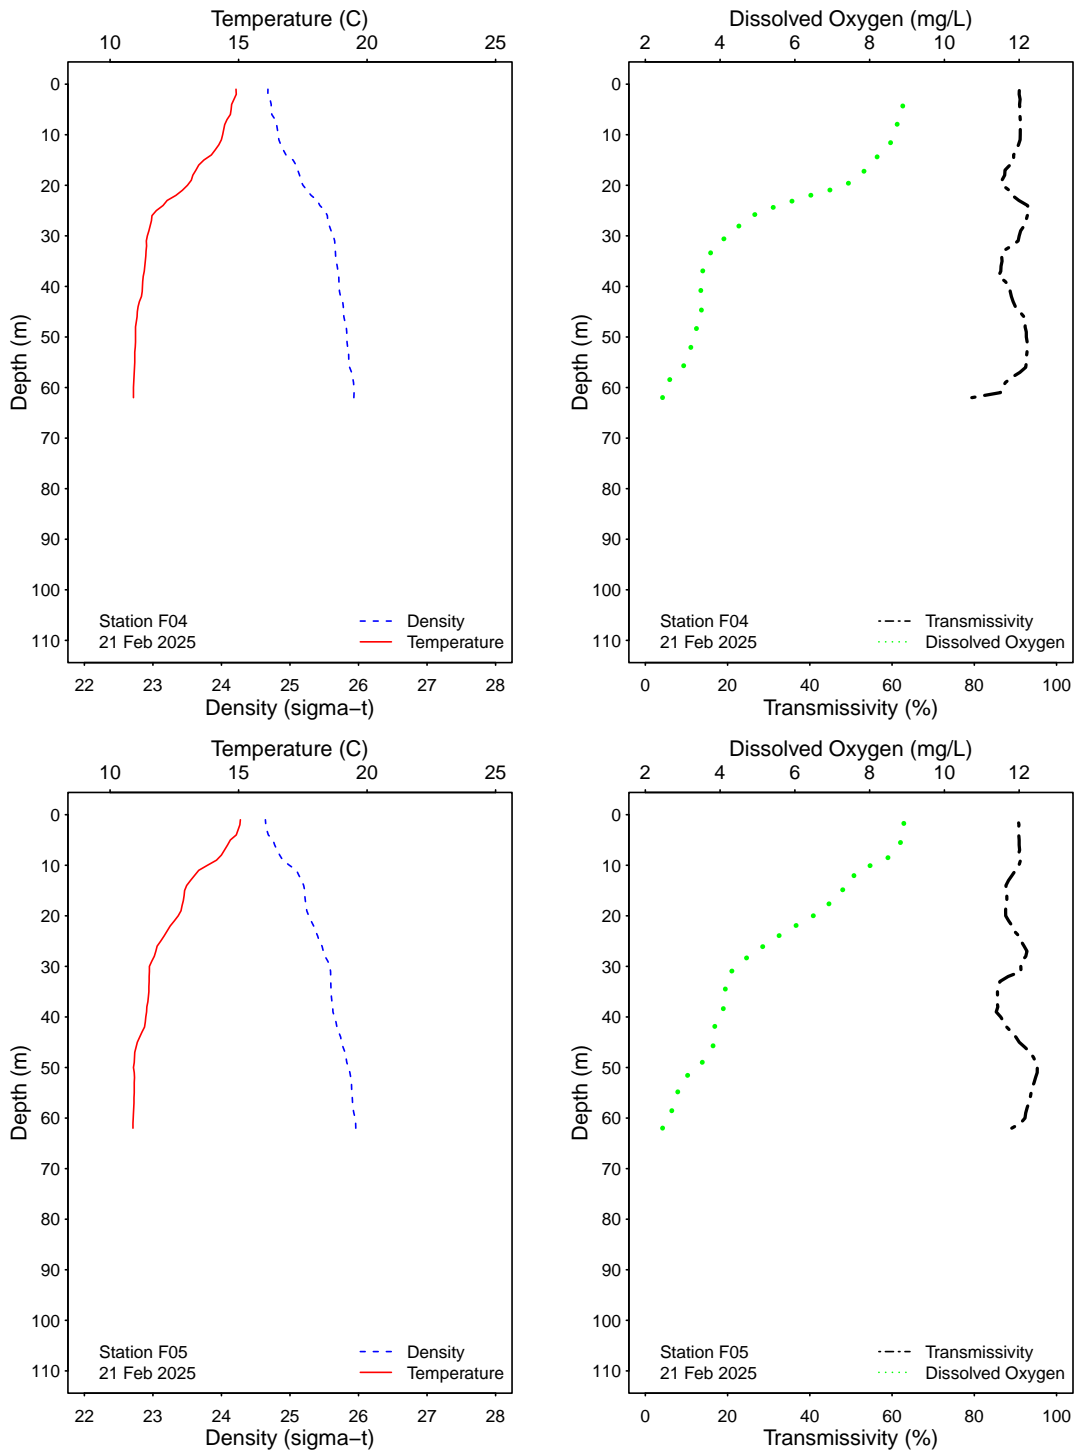 Temperature (C)
10 15 20 25
0
10
20
30
40
50
60
70
80
90
100
110
Depth (m)
Station F04
21 Feb 2025
Density
Temperature
22 23 24 25 26 27 28
Density (sigma−t)
Dissolved Oxygen (mg/L)
2 4 6 8 10 12
0
10
20
30
40
50
60
70
80
90
100
110
Depth (m)
Station F04
21 Feb 2025
Transmissivity
Dissolved Oxygen
0 20 40 60 80 100
Transmissivity (%)
Temperature (C)
10 15 20 25
0
10
20
30
40
50
60
70
80
90
100
110
Depth (m)
Station F05
21 Feb 2025
Density
Temperature
22 23 24 25 26 27 28
Density (sigma−t)
Dissolved Oxygen (mg/L)
2 4 6 8 10 12
0
10
20
30
40
50
60
70
80
90
100
110
Depth (m)
Station F05
21 Feb 2025
Transmissivity
Dissolved Oxygen
0 20 40 60 80 100
Transmissivity (%)